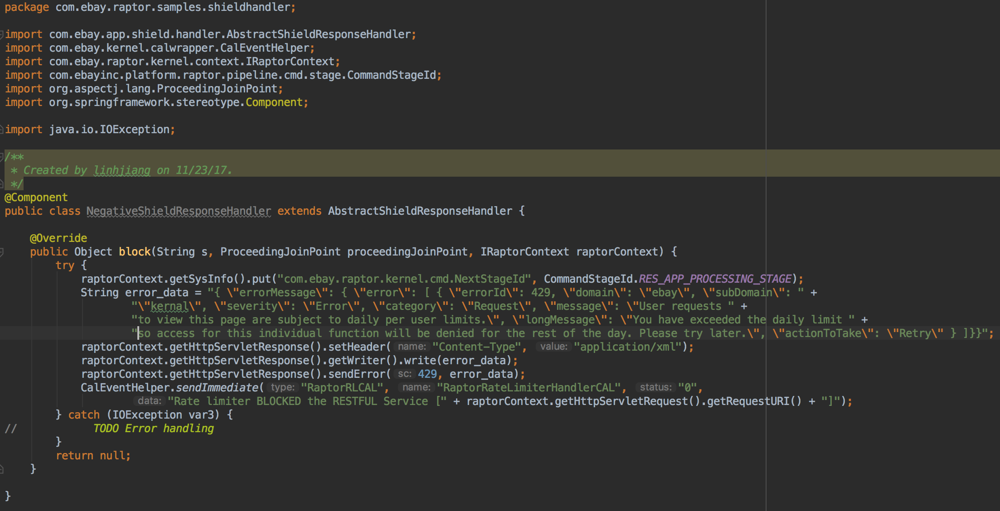 package com.ebay.raptor.samples.shieldhandler;
import com.ebay.app.shield.handler.AbstractShieldResponseHandler;
import com.ebay.kernel.calwrapper.CalEventHelper;
import com.ebay.raptor.kernel.context.IRaptorContext;
import com.ebayinc.platform.raptor.pipeline.cmd.stage.CommandStageId;
import org.aspectj.lang.ProceedingJoinPoint;
import org.springframework.stereotype.Component;
import java.io.IOException;
/**
* Created by linhjiang on 11/23/17.
*/
@Component
public class NegativeShieldResponseHandler extends AbstractShieldResponseHandler {
@Override
public Object block(String s, ProceedingJoinPoint proceedingJoinPoint, IRaptorContext raptorContext) {
try {
raptorContext.getSysInfo().put("com.ebay.raptor.kernel.cmd.NextStageId", CommandStageId.RES_APP_PROCESSING_STAGE);
String error_data = "{ \"errorMessage\": { \"error\": [ { \"errorId\": 429, \"domain\": \"ebay\", \"subDomain\": " +
"\"kernal\", \"severity\": \"Error\", \"category\": \"Request\", \"message\": \"User requests " +
"to view this page are subject to daily per user limits.\", \"longMessage\": \"You have exceeded the daily limit " +
"so access for this individual function will be denied for the rest of the day. Please try later.\", \"actionToTake\": \"Retry\" } ]}}";
raptorContext.getHttpServletResponse().setHeader( name: "Content-Type", value: "application/xml");
raptorContext.getHttpServletResponse().getWriter().write(error_data);
raptorContext.getHttpServletResponse().sendError( sc: 429, error_data);
CalEventHelper.sendImmediate( type: "RaptorRLCAL", name: "RaptorRateLimiterHandlerCAL", status: "0",
data: "Rate limiter BLOCKED the RESTFUL Service [" + raptorContext.getHttpServletRequest().getRequestURI() + "]");
} catch (IOException var3) {
// TODO Error handling
}
return null;
}
}